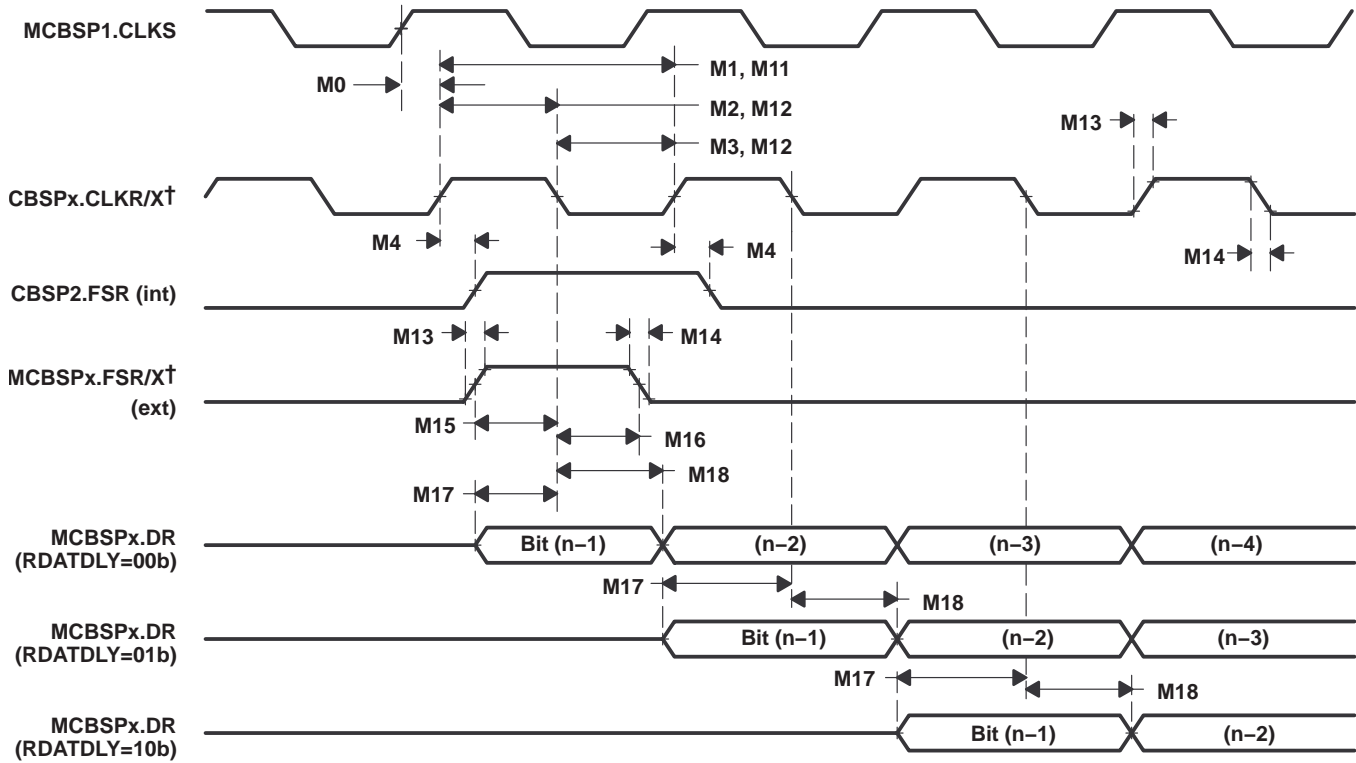 MCBSP1.CLKS
M1, M11
M0
M2, M12
M13
M3, M12
CBSPx.CLKR/X†
M4
M4
M14
CBSP2.FSR (int)
M13
M14
MCBSPx.FSR/X†
(ext)
M15
M16
M18
M17
MCBSPx.DR
(RDATDLY=00b)
Bit (n–1)
(n–2)
(n–3)
(n–4)
M17
M18
MCBSPx.DR
(RDATDLY=01b)
Bit (n–1)
(n–2)
(n–3)
M17
M18
MCBSPx.DR
(RDATDLY=10b)
Bit (n–1)
(n–2)